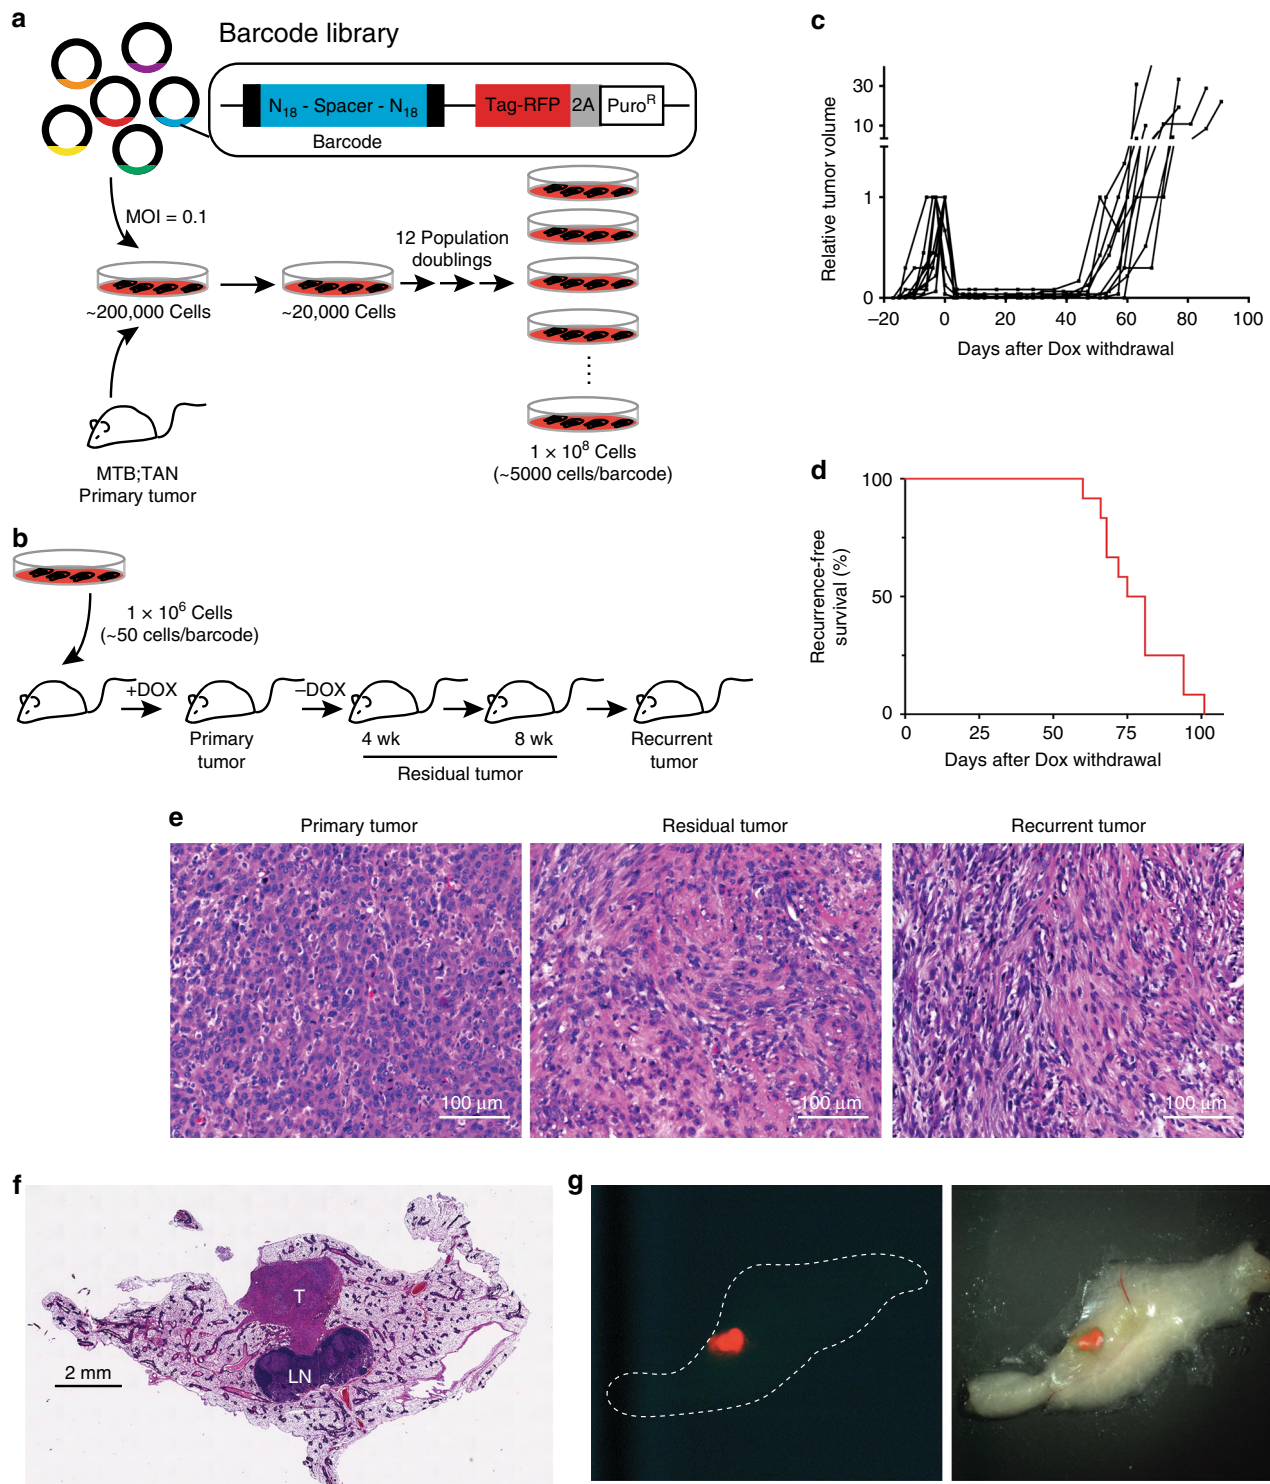 a
Barcode library
N18 - Spacer - N18
Tag-RFP
2A
PuroR
Barcode
MOI = 0.1
12 Population
doublings
~200,000 Cells
~20,000 Cells
MTB;TAN
Primary tumor
1 × 10⁸ Cells
(~5000 cells/barcode)
b
1 × 10⁶ Cells
(~50 cells/barcode)
+DOX
–DOX
Primary
tumor
4 wk
8 wk
Residual tumor
Recurrent
tumor
c
Relative tumor volume
30
10
1
0
–20
0
20
40
60
80
100
Days after Dox withdrawal
d
Recurrence-free
survival (%)
100
50
0
0
25
50
75
100
Days after Dox withdrawal
e
Primary tumor
Residual tumor
Recurrent tumor
100 μm
100 μm
100 μm
f
T
LN
2 mm
g